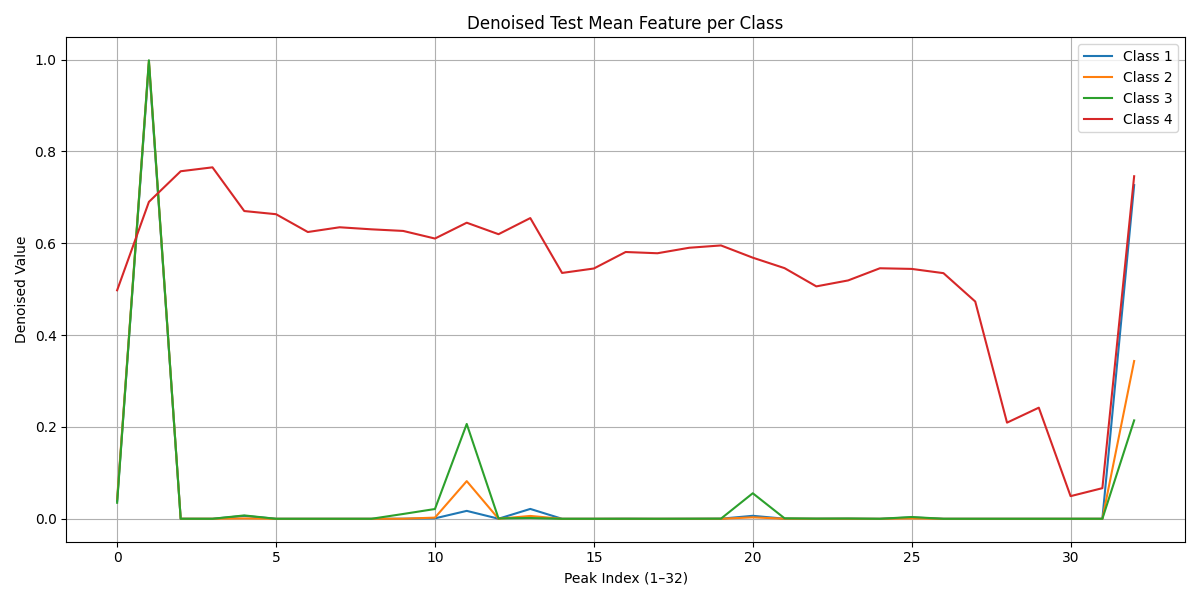 Denoised Test Mean Feature per Class
Class 1
Class 2
Class 3
Class 4
Denoised Value
1.0
0.8
0.6
0.4
0.2
0.0
0 5 10 15 20 25 30
Peak Index (1–32)